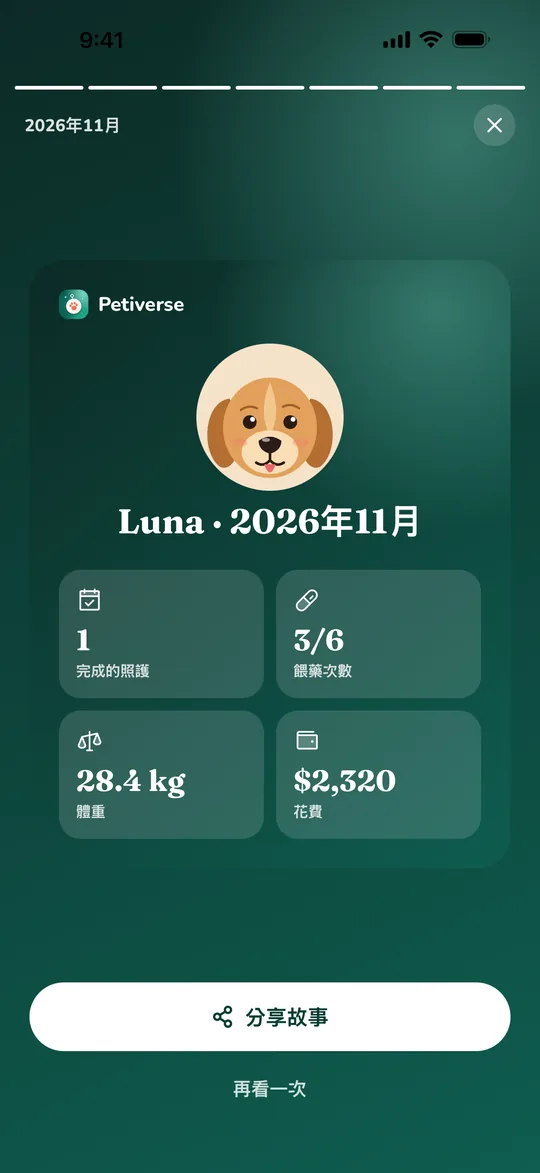 9:41
2026年11月
Petiverse
Luna · 2026年11月
1
完成的照護
3/6
餵藥次數
28.4 kg
體重
$2,320
花費
分享故事
再看一次